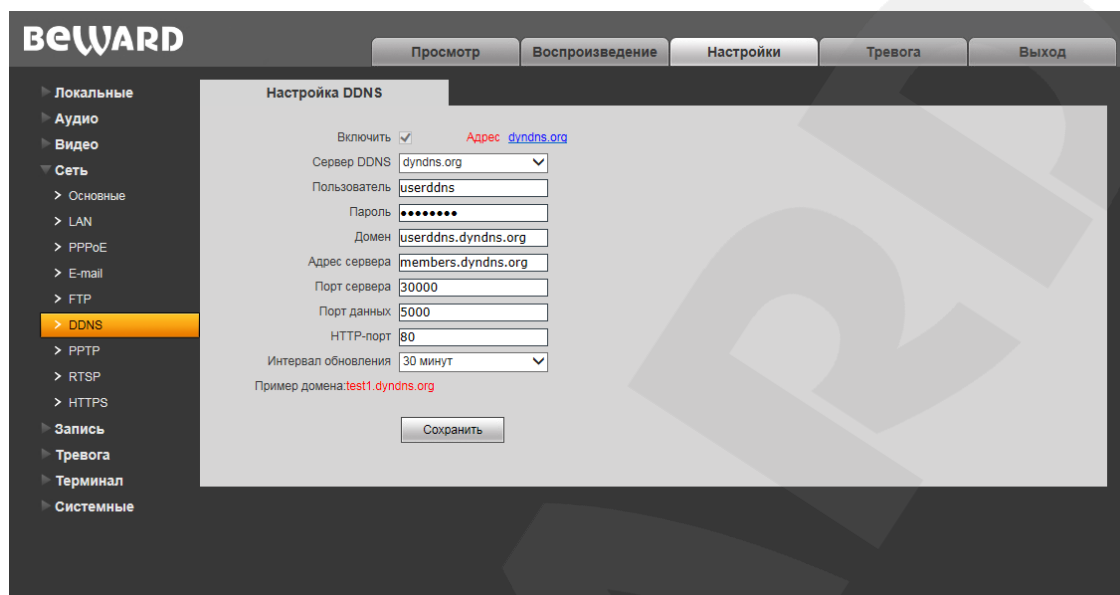 BEWARD
Просмотр Воспроизведение Настройки Тревога Выход
Локальные
Аудио
Видео
Сеть
> Основные
> LAN
> PPPoE
> E-mail
> FTP
> DDNS
> PPTP
> RTSP
> HTTPS
Запись
Тревога
Терминал
Системные
Настройка DDNS
Включить Адрес dyndns.org
Сервер DDNS dyndns.org
Пользователь userddns
Пароль ••••••••
Домен userddns.dyndns.org
Адрес сервера members.dyndns.org
Порт сервера 30000
Порт данных 5000
HTTP-порт 80
Интервал обновления 30 минут
Пример домена:test1.dyndns.org
Сохранить